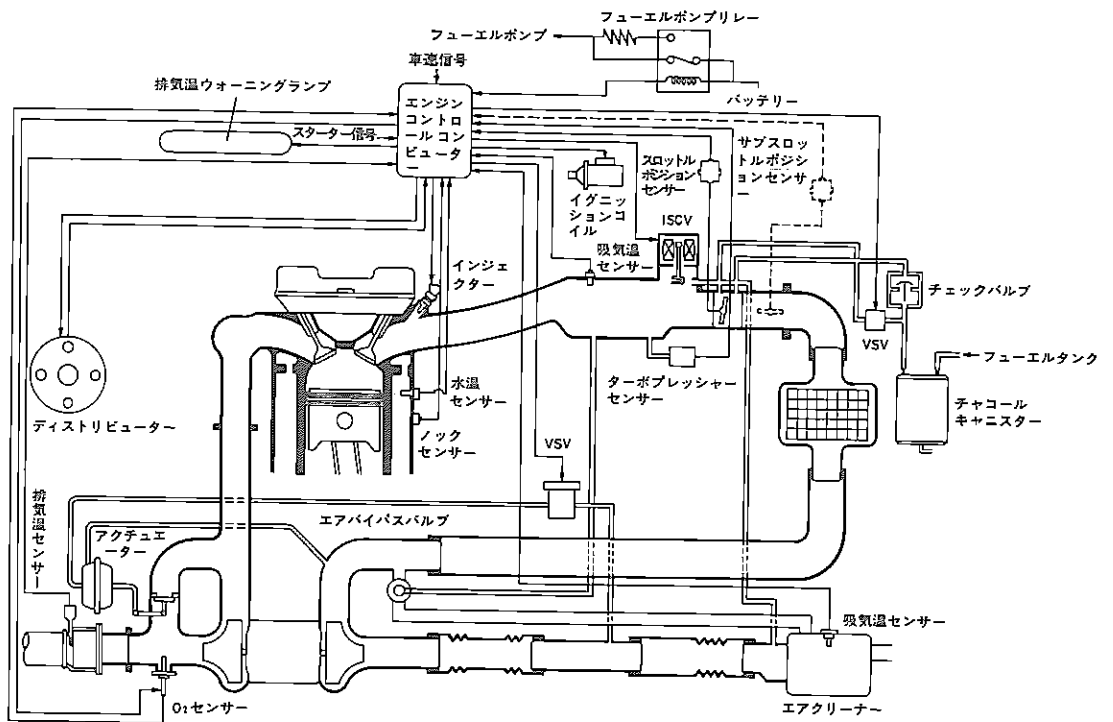 フューエルポンプリレー
フューエルポンプ
車速信号
排気温ウォーニングランプ
バッテリー
エンジン
コントロ
ール コン
ピュータ
ー
スターター信号
スロットル
ポジション
センサー
サブスロッ
トルポジシ
ョンセンサ
ー
イグニッ
ションコ
イル
ISCV
吸気温
センサー
インジェ
クター
チェックバルブ
VSV
フューエルタンク
ターボプレッシャー
センサー
チャコール
キャニスター
水温
センサー
ディストリビューター
ノック
センサー
VSV
排気温センサー
アクチュエ
ーター
エアバイパスバルブ
吸気温センサー
O₂センサー
エアクリーナー